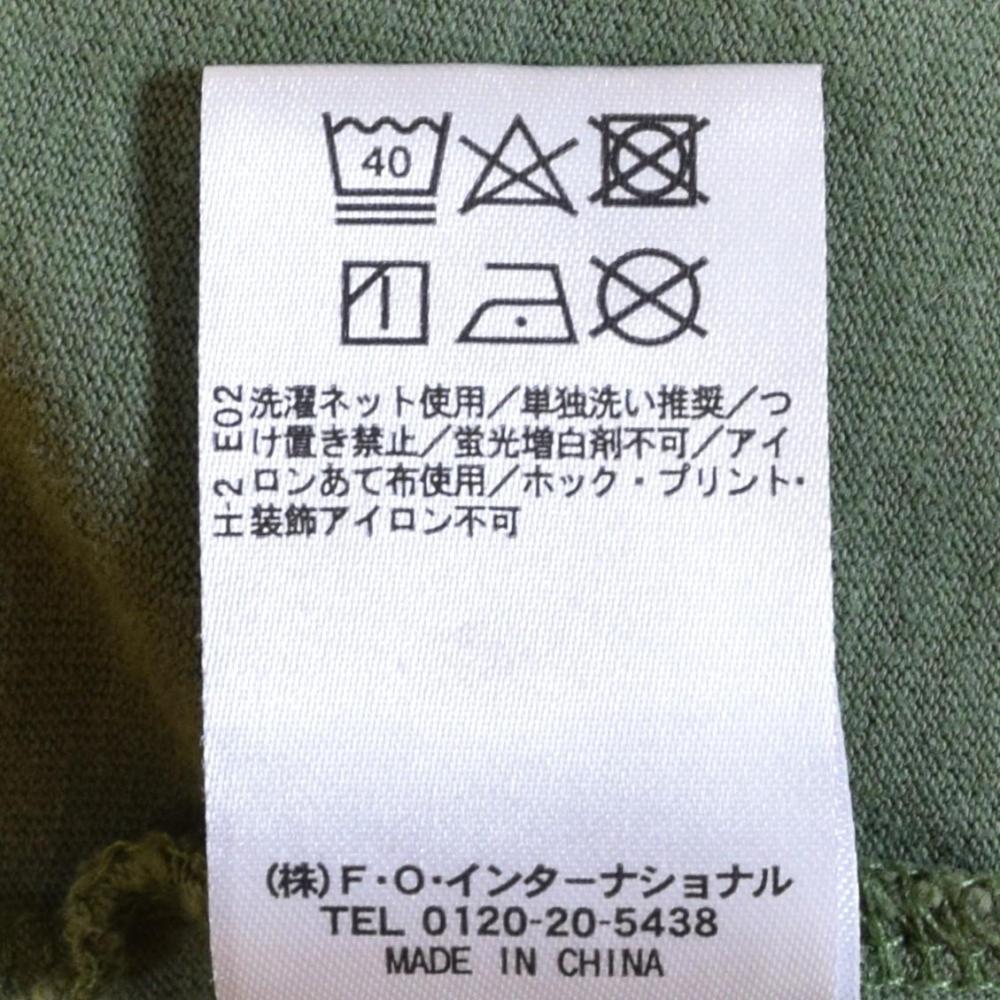 40
洗濯ネット使用／単独洗い推奨／つ
け置き禁止／蛍光増白剤不可／アイ
ロンあて布使用／ホック・プリント・
装飾アイロン不可
E02
(株)F・O・インターナショナル
TEL 0120-20-5438
MADE IN CHINA